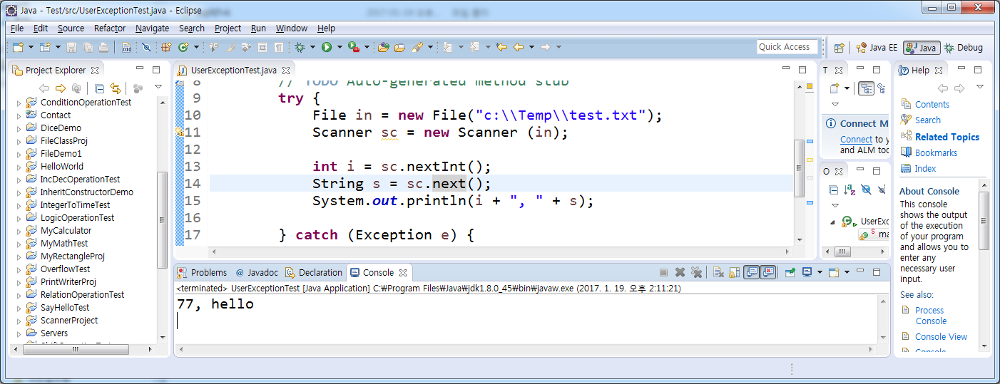 Java - Test/src/UserExceptionTest.java - Eclipse
File Edit Source Refactor Navigate Search Project Run Window Help
Quick Access Java EE Java Debug
Project Explorer
ConditionOperationTest
Contact
DiceDemo
FileClassProj
FileDemo1
HelloWorld
IncDecOperationTest
InheritConstructorDemo
IntegerToTimeTest
LogicOperationTest
MyCalculator
MyMathTest
MyRectangleProj
OverflowTest
PrintWriterProj
RelationOperationTest
SayHelloTest
ScannerProject
Servers
UserExceptionTest.java
8 // TODO Auto-generated method stub
9 try {
10 File in = new File("c:\\Temp\\test.txt");
11 Scanner sc = new Scanner (in);
12
13 int i = sc.nextInt();
14 String s = sc.next();
15 System.out.println(i + ", " + s);
16
17 } catch (Exception e) {
Problems @ Javadoc Declaration Console
<terminated> UserExceptionTest [Java Application] C:₩Program Files₩Java₩jdk1.8.0_45₩bin₩javaw.exe (2017. 1. 19. 오후 2:11:21)
77, hello
T
Connect M
Connect to y
and ALM too
O
UserExc
ma
Help
Contents
Search
Related Topics
Bookmarks
Index
About Console
This console
shows the output
of the execution
of your program
and allows you to
enter any
necessary user
input.
See also:
Process
Console
Console View
Console